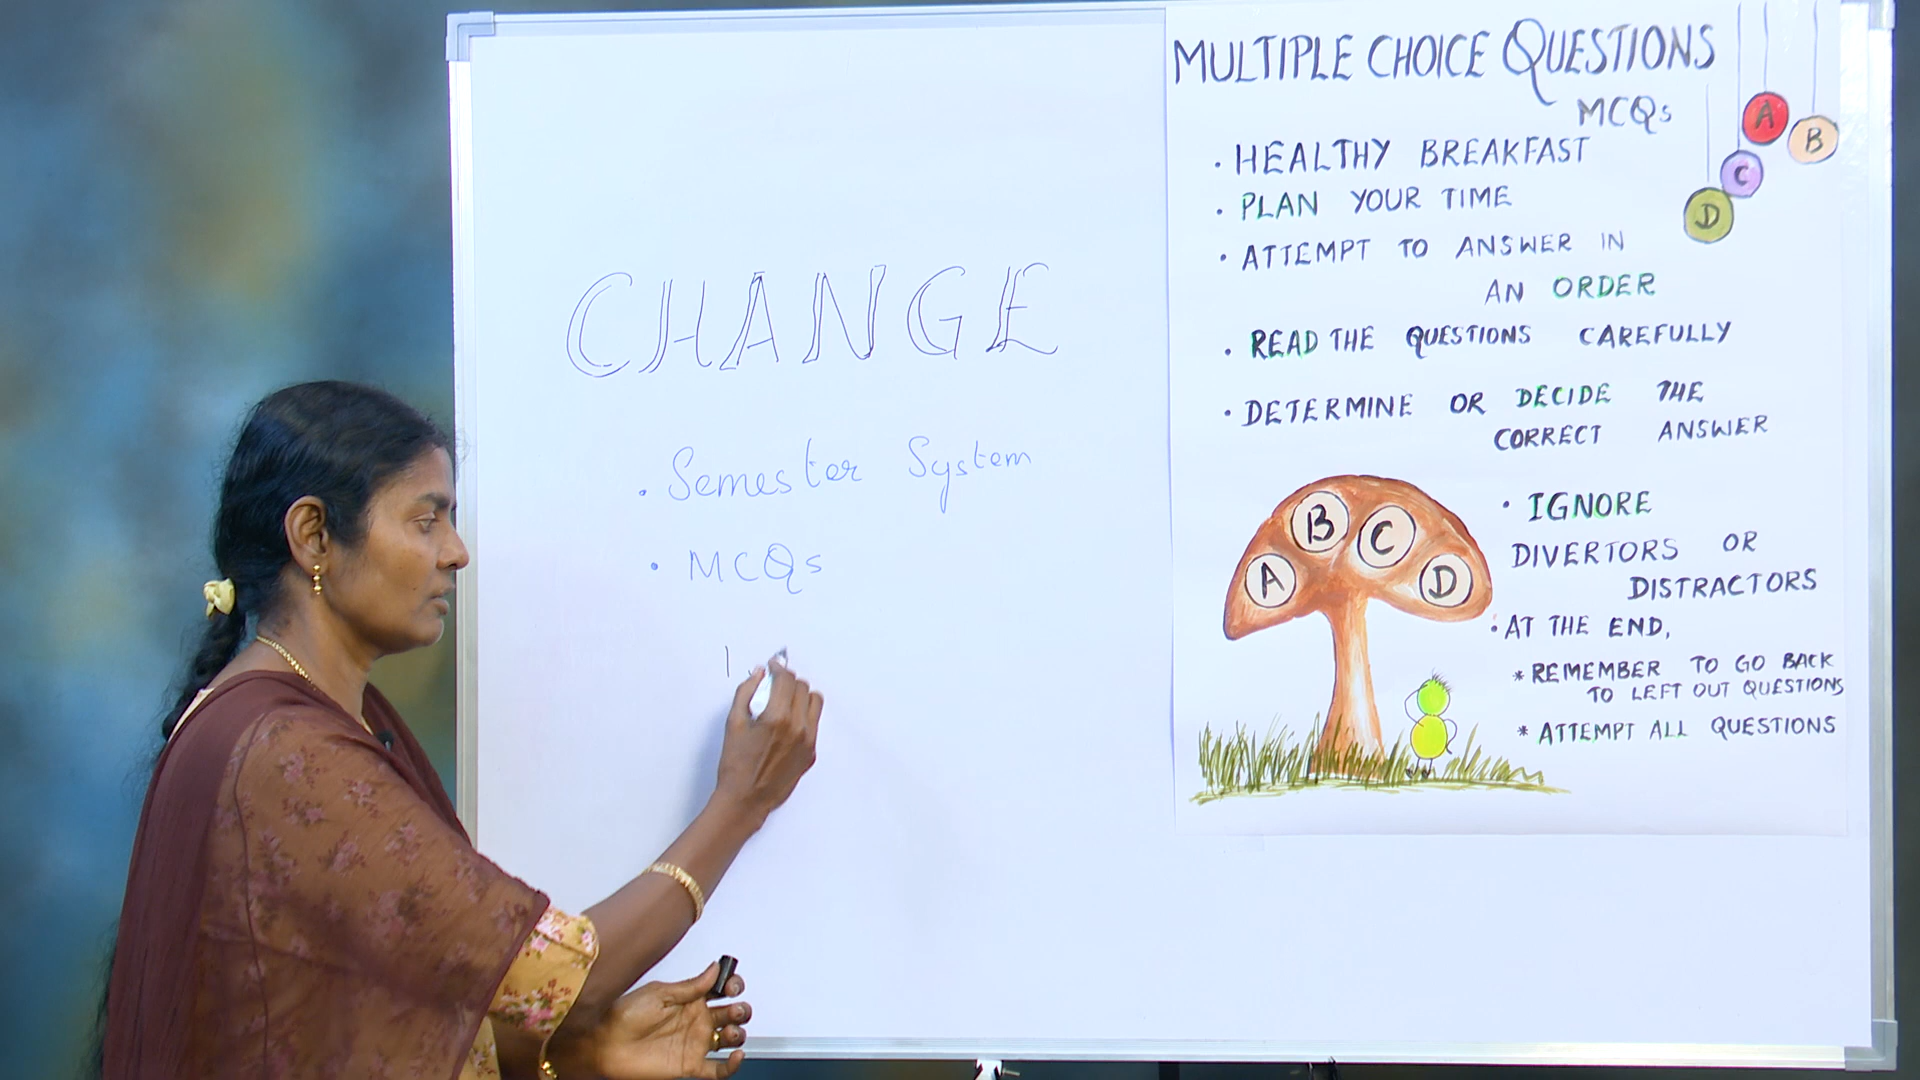 CHANGE
. Semester System
. MCQs
1.
MULTIPLE CHOICE QUESTIONS
MCQs
A
B
C
D
. HEALTHY BREAKFAST
. PLAN YOUR TIME
. ATTEMPT TO ANSWER IN
AN ORDER
. READ THE QUESTIONS CAREFULLY
. DETERMINE OR DECIDE THE
CORRECT ANSWER
A B C D
. IGNORE
DIVERTORS OR
DISTRACTORS
. AT THE END,
* REMEMBER TO GO BACK
TO LEFT OUT QUESTIONS
* ATTEMPT ALL QUESTIONS